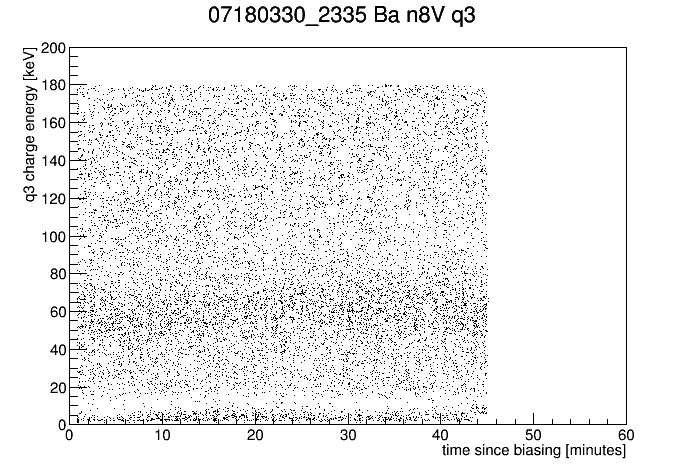 07180330_2335 Ba n8V q3
q3 charge energy [keV]
200
180
160
140
120
100
80
60
40
20
0
0 10 20 30 40 50 60
time since biasing [minutes]